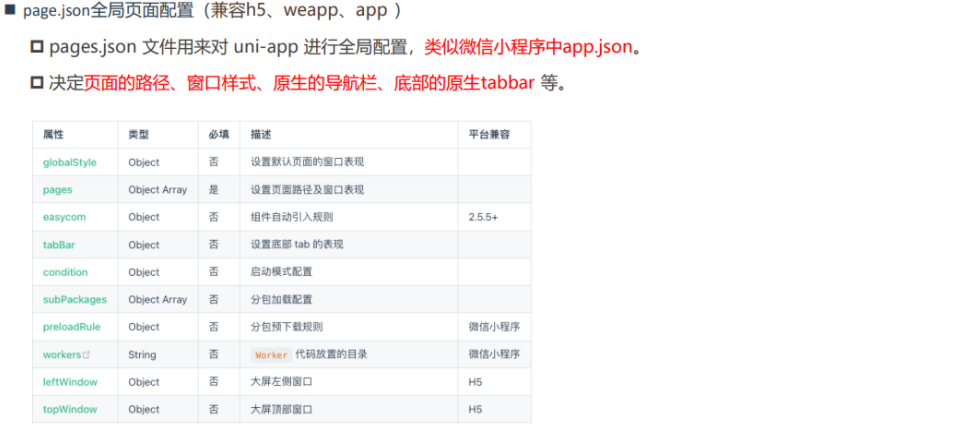 page.json全局页面配置（兼容h5、weapp、app ）
pages.json 文件用来对 uni-app 进行全局配置，类似微信小程序中app.json。
决定页面的路径、窗口样式、原生的导航栏、底部的原生tabbar 等。
属性 类型 必填 描述 平台兼容
globalStyle Object 否 设置默认页面的窗口表现
pages Object Array 是 设置页面路径及窗口表现
easycom Object 否 组件自动引入规则 2.5.5+
tabBar Object 否 设置底部 tab 的表现
condition Object 否 启动模式配置
subPackages Object Array 否 分包加载配置
preloadRule Object 否 分包预下载规则 微信小程序
workers String 否 Worker 代码放置的目录 微信小程序
leftWindow Object 否 大屏左侧窗口 H5
topWindow Object 否 大屏顶部窗口 H5